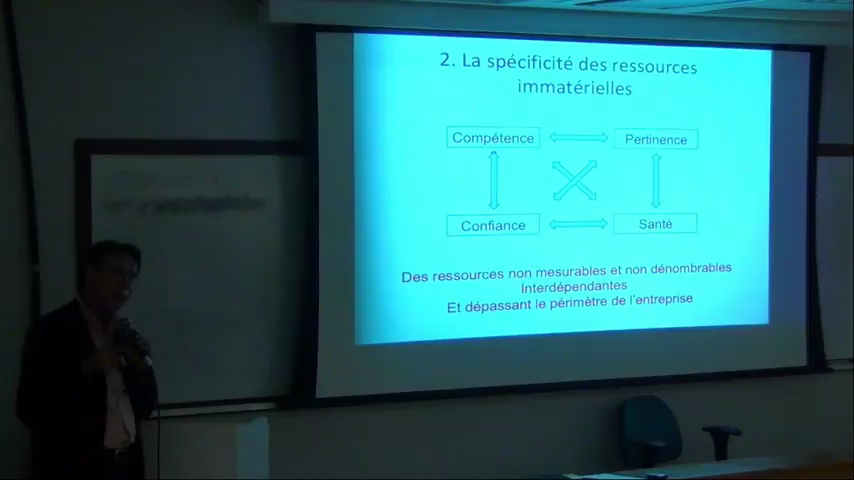 2. La spécificité des ressources
immatérielles
Compétence
Pertinence
Confiance
Santé
Des ressources non mesurables et non dénombrables
Interdépendantes
Et dépassant le périmètre de l'entreprise